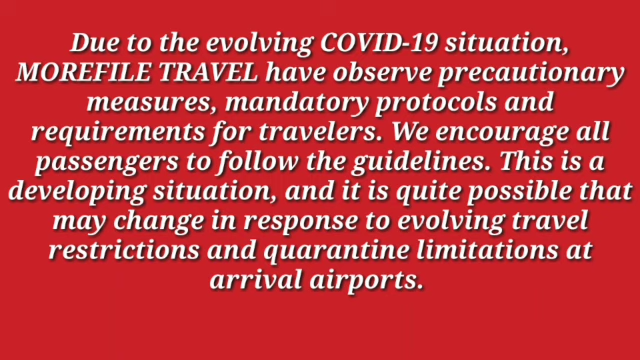 Due to the evolving COVID-19 situation,
MOREFILE TRAVEL have observe precautionary
measures, mandatory protocols and
requirements for travelers. We encourage all
passengers to follow the guidelines. This is a
developing situation, and it is quite possible that
may change in response to evolving travel
restrictions and quarantine limitations at
arrival airports.